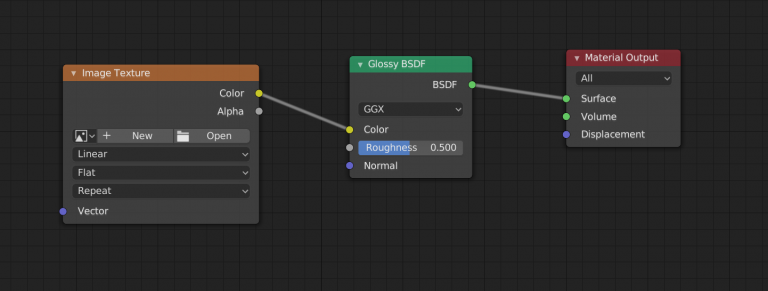 Image Texture
Color
Alpha
New Open
Linear
Flat
Repeat
Vector
Glossy BSDF
BSDF
GGX
Color
Roughness 0.500
Normal
Material Output
All
Surface
Volume
Displacement